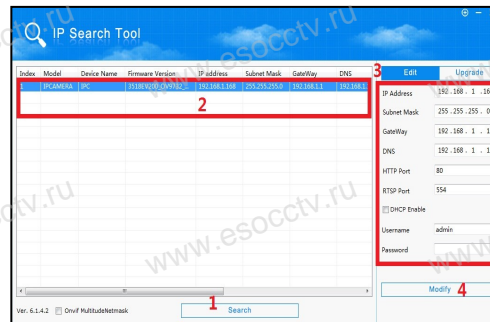 IP Search Tool
Index Model Device Name Firmware Version IP address Subnet Mask GateWay DNS
1 IPCAMERA IPC 3518EV200_OV9732_ 192.168.1.168 255.255.255.0 192.168.1.1 192.168.1.
2
3 Edit Upgrade
IP Address 192.168. 1 .16
Subnet Mask 255.255.255. 0
GateWay 192.168. 1 . 1
DNS 192.168. 1 . 1
HTTP Port 80
RTSP Port 554
DHCP Enable
Username admin
Password
Modify 4
1 Search
Ver. 6.1.4.2 Onvif MultitudeNetmask
www.esocctv.ru